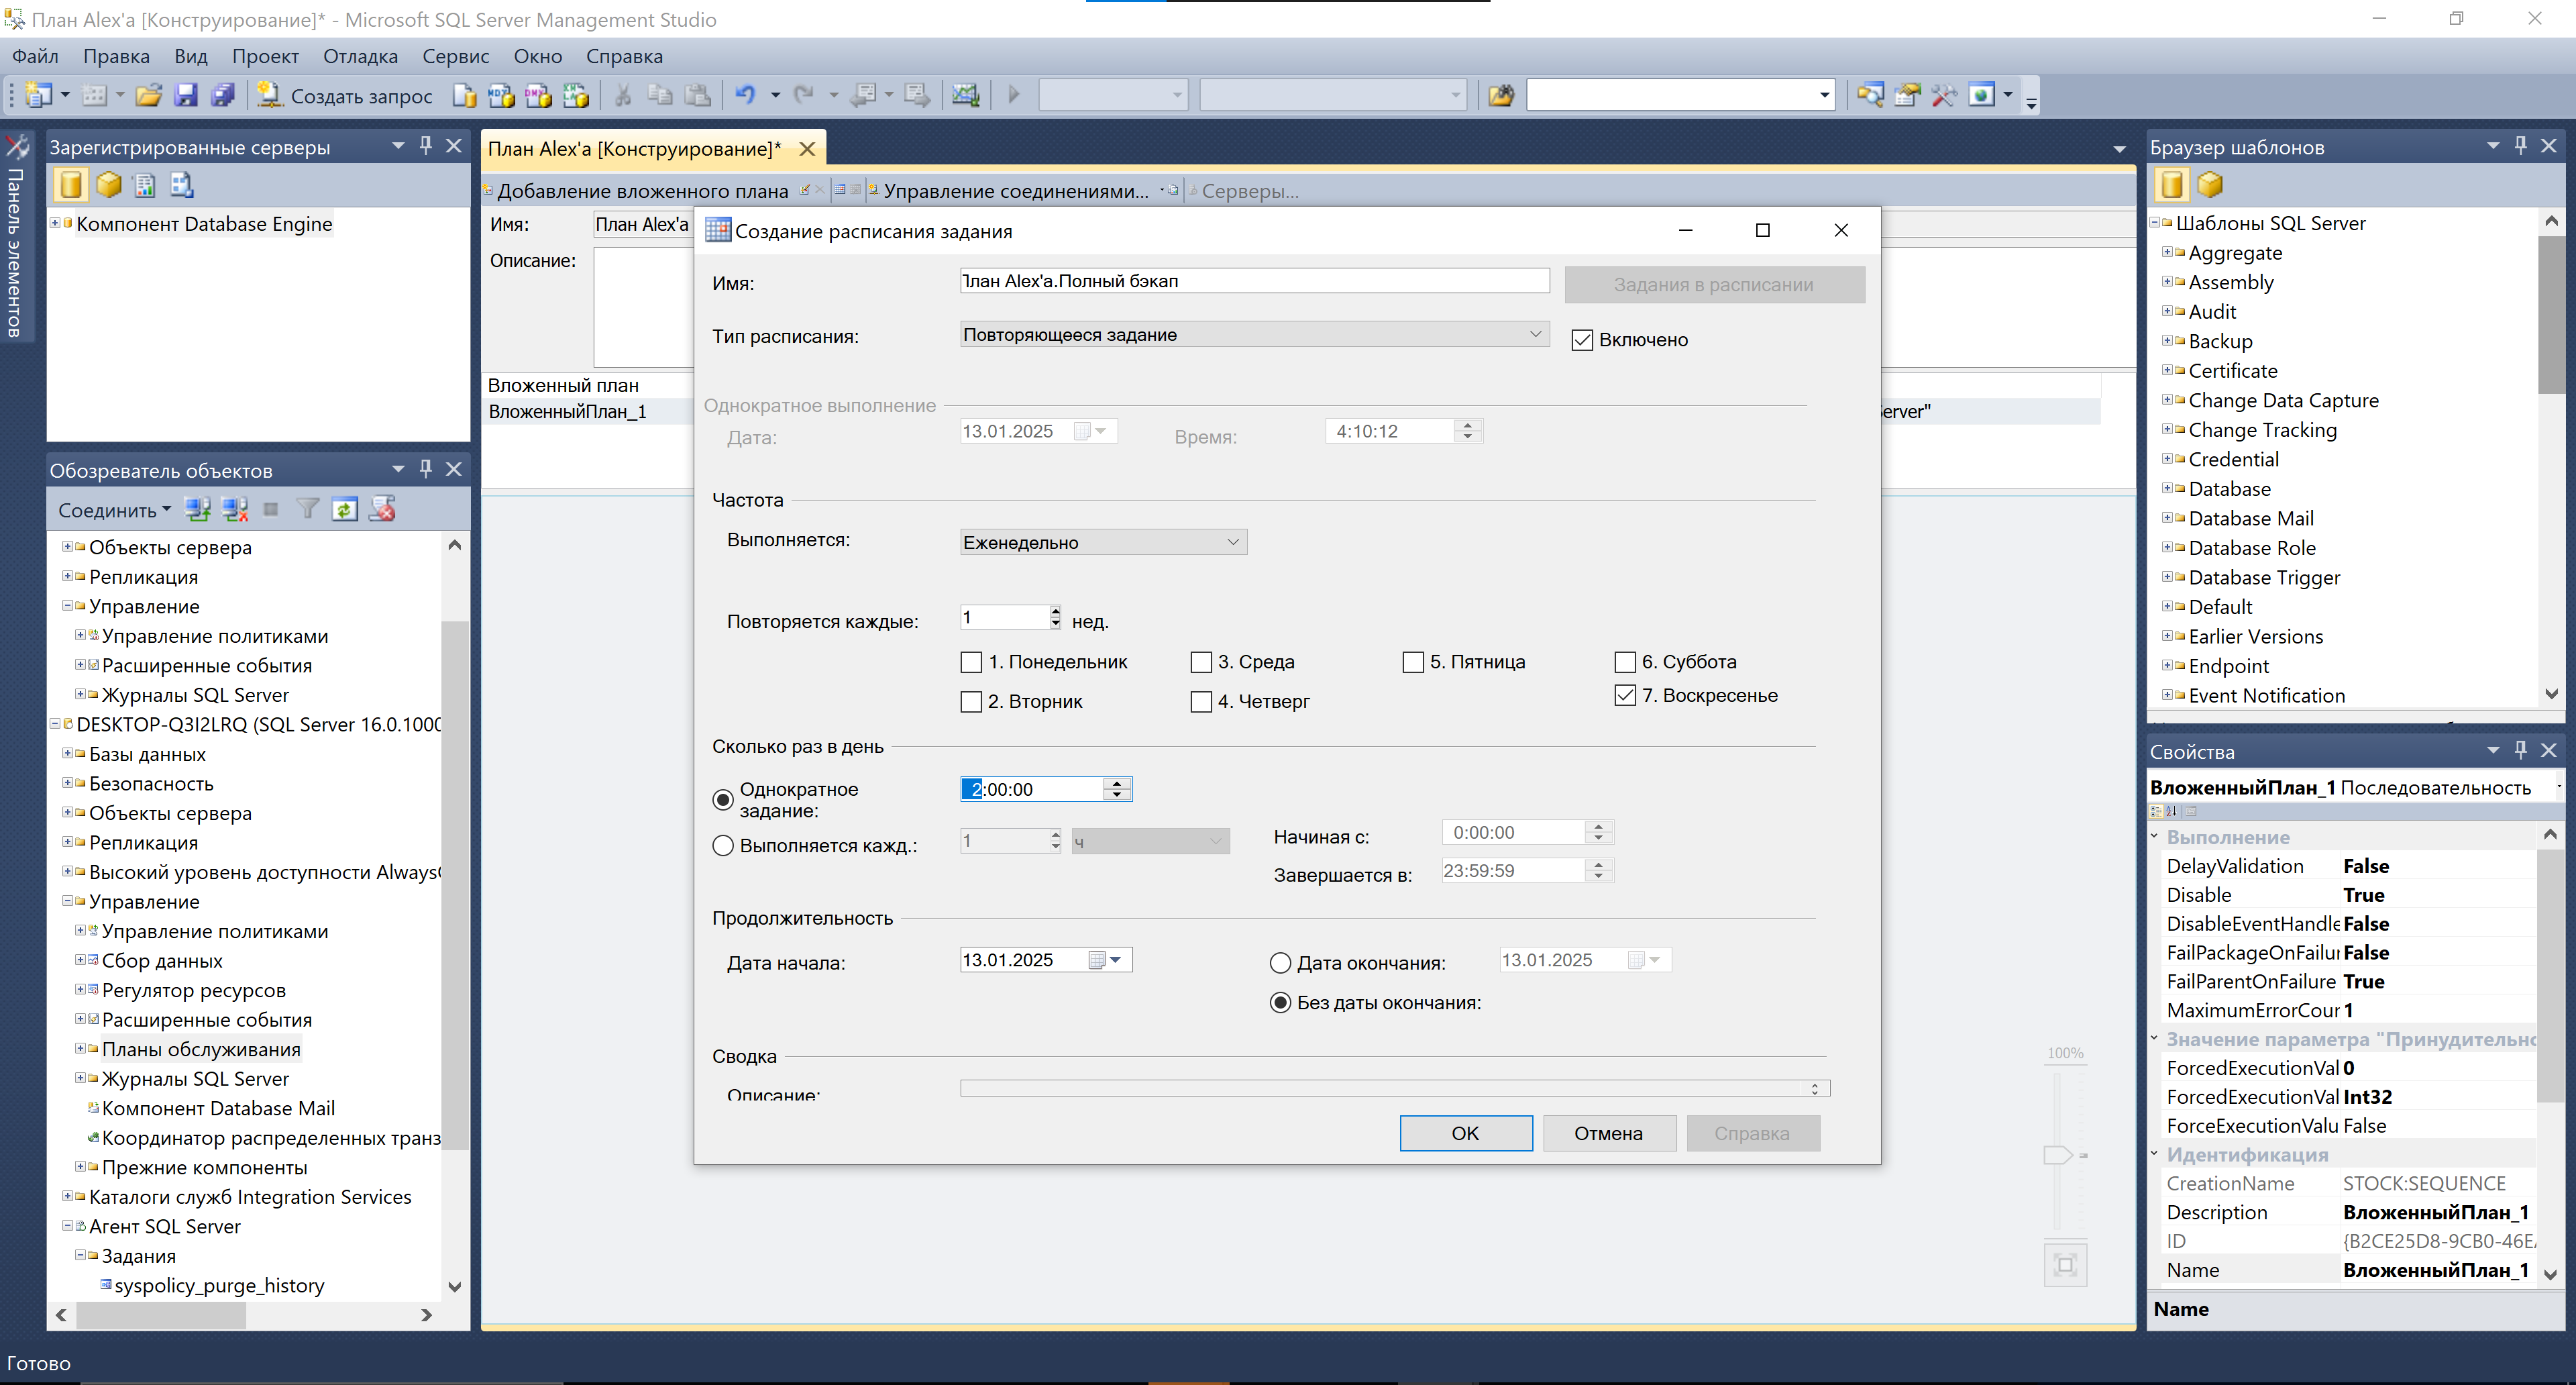 План Alex'а [Конструирование]* - Microsoft SQL Server Management Studio
Файл Правка Вид Проект Отладка Сервис Окно Справка
Создать запрос
Панель элементов
Зарегистрированные серверы
Компонент Database Engine
Обозреватель объектов
Соединить
Объекты сервера
Репликация
Управление
Управление политиками
Расширенные события
Журналы SQL Server
DESKTOP-Q3I2LRQ (SQL Server 16.0.1000
Базы данных
Безопасность
Объекты сервера
Репликация
Высокий уровень доступности Always
Управление
Управление политиками
Сбор данных
Регулятор ресурсов
Расширенные события
Планы обслуживания
Журналы SQL Server
Компонент Database Mail
Координатор распределенных транз
Прежние компоненты
Каталоги служб Integration Services
Агент SQL Server
Задания
syspolicy_purge_history
План Alex'а [Конструирование]*
Добавление вложенного плана Управление соединениями... Серверы...
Имя: План Alex'а
Описание:
Вложенный план
ВложенныйПлан_1
Server"
100%
Создание расписания задания
Имя: План Alex'а.Полный бэкап Задания в расписании
Тип расписания: Повторяющееся задание Включено
Однократное выполнение
Дата: 13.01.2025 Время: 4:10:12
Частота
Выполняется: Еженедельно
Повторяется каждые: 1 нед.
1. Понедельник 3. Среда 5. Пятница 6. Суббота
2. Вторник 4. Четверг 7. Воскресенье
Сколько раз в день
Однократное задание: 2:00:00
Выполняется кажд.: 1 ч Начиная с: 0:00:00
Завершается в: 23:59:59
Продолжительность
Дата начала: 13.01.2025 Дата окончания: 13.01.2025
Без даты окончания:
Сводка
Описание:
OK Отмена Справка
Браузер шаблонов
Шаблоны SQL Server
Aggregate
Assembly
Audit
Backup
Certificate
Change Data Capture
Change Tracking
Credential
Database
Database Mail
Database Role
Database Trigger
Default
Earlier Versions
Endpoint
Event Notification
Свойства
ВложенныйПлан_1 Последовательность
Выполнение
DelayValidation False
Disable True
DisableEventHandle False
FailPackageOnFailur False
FailParentOnFailure True
MaximumErrorCour 1
Значение параметра "Принудительно
ForcedExecutionVal 0
ForcedExecutionVal Int32
ForceExecutionValu False
Идентификация
CreationName STOCK:SEQUENCE
Description ВложенныйПлан_1
ID {B2CE25D8-9CB0-46E
Name ВложенныйПлан_1
Name
Готово